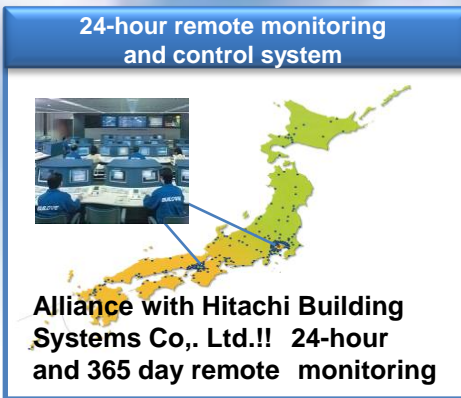 24-hour remote monitoring
and control system
Alliance with Hitachi Building
Systems Co,. Ltd.!! 24-hour
and 365 day remote monitoring